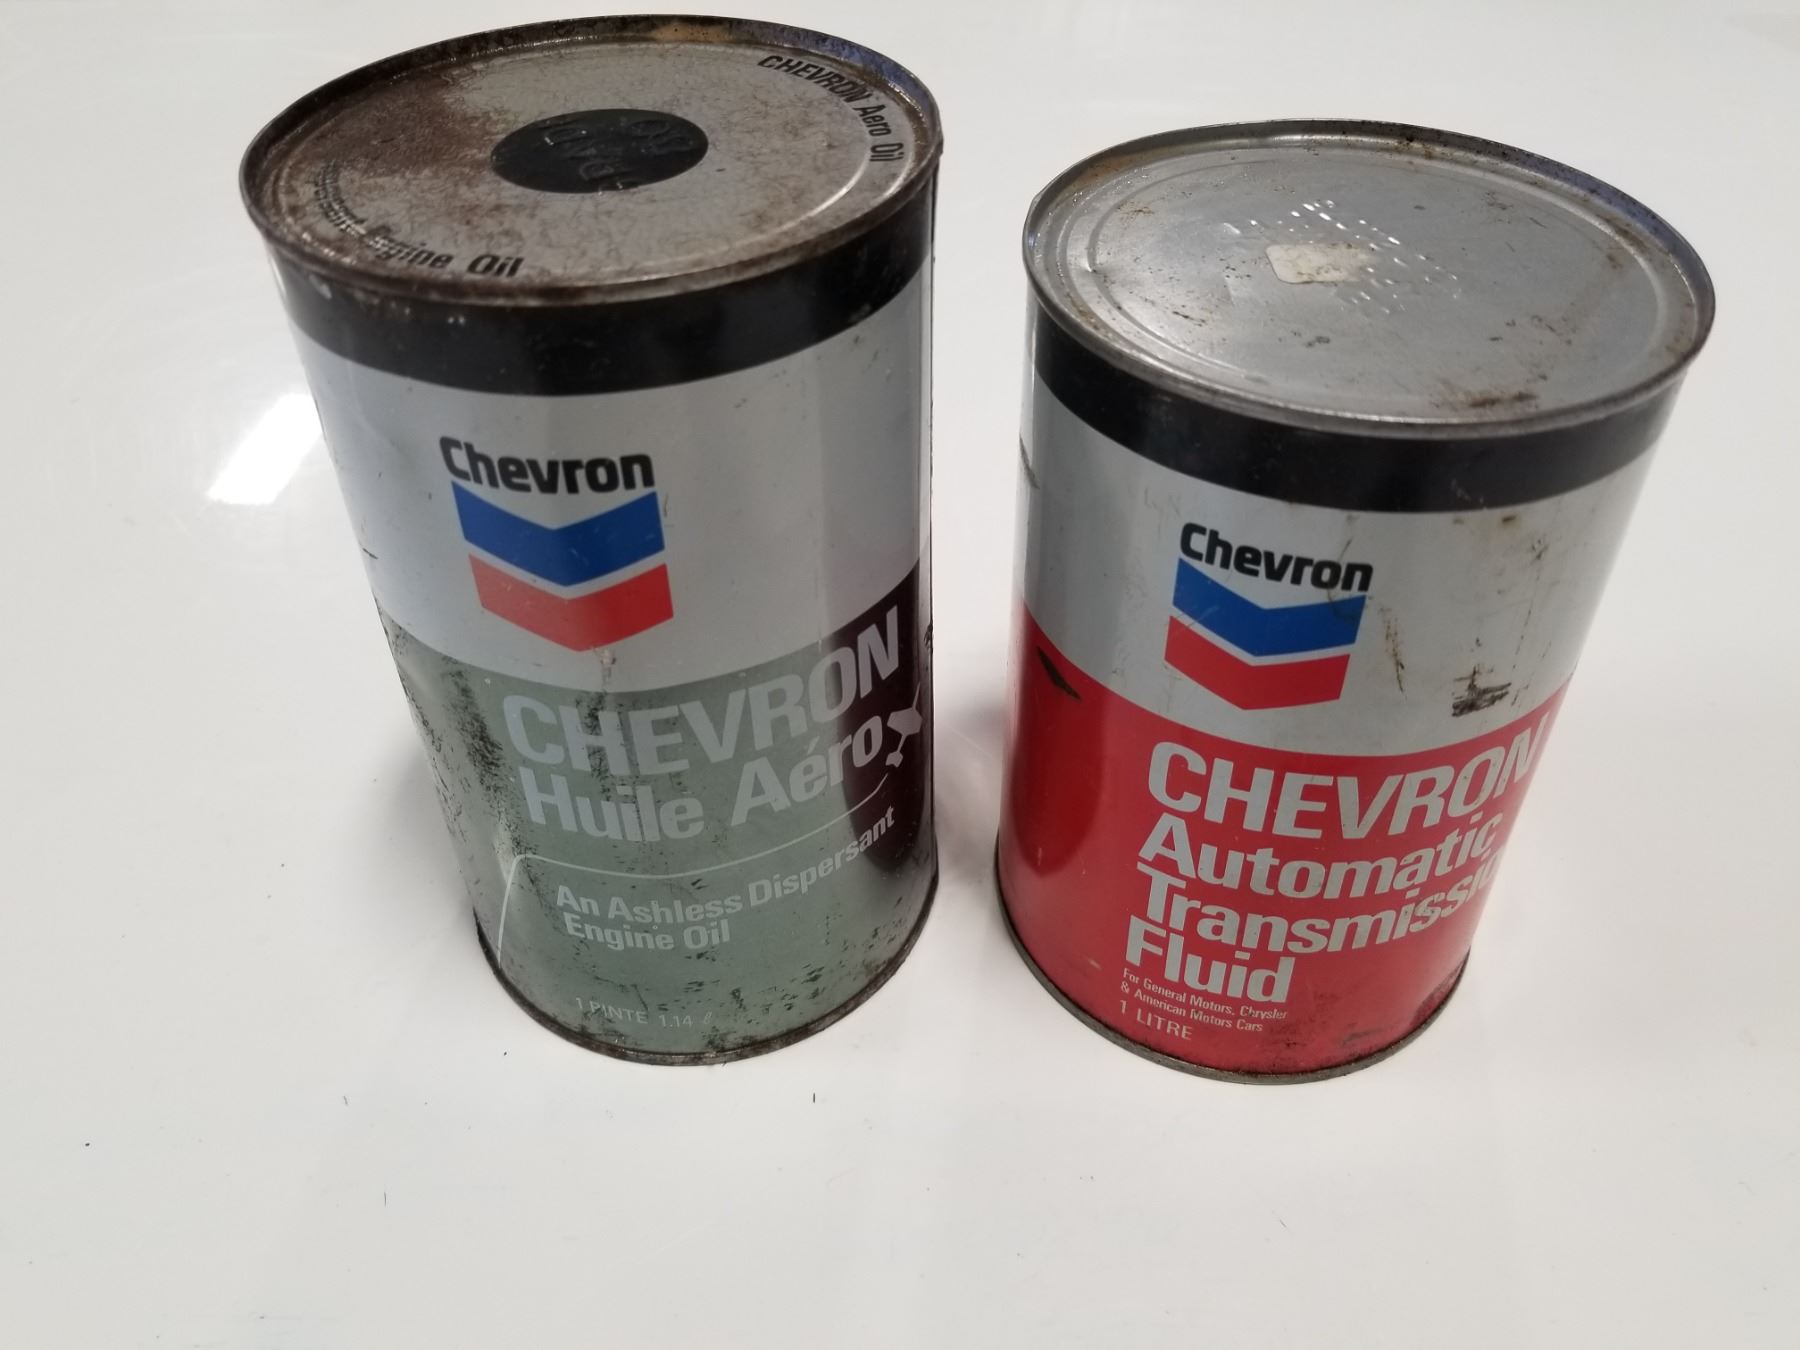 CHEVRON Aero Oil
Engine Oil
Chevron
CHEVRON
Huile Aéro
An Ashless Dispersant
Engine Oil
1 PINTE 1.14 ℓ
Chevron
CHEVRON
Automatic
Transmissio
Fluid
For General Motors, Chrysler
& American Motors Cars
1 LITRE